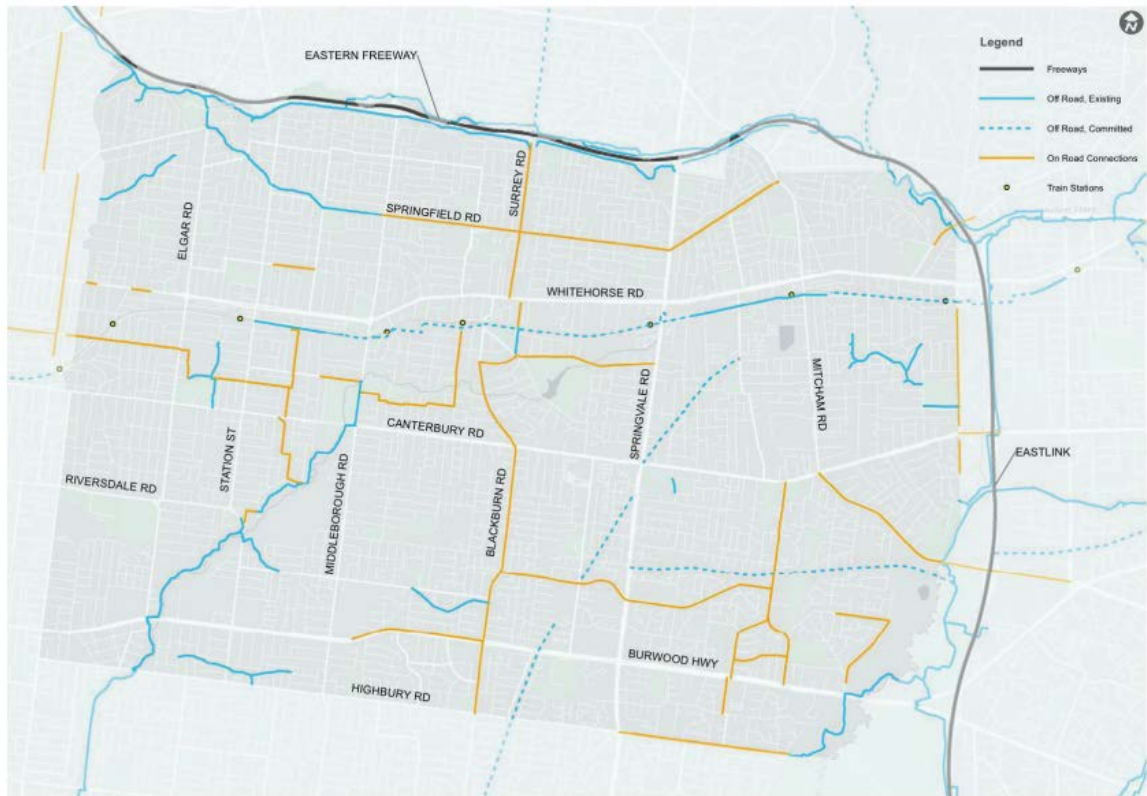 N
EASTERN FREEWAY
Legend
Freeways
Off Road, Existing
Off Road, Committed
On Road Connections
Train Stations
SURREY RD
SPRINGFIELD RD
ELGAR RD
WHITEHORSE RD
MITCHAM RD
SPRINGVALE RD
CANTERBURY RD
STATION ST
EASTLINK
RIVERSDALE RD
MIDDLEBOROUGH RD
BLACKBURN RD
BURWOOD HWY
HIGHBURY RD